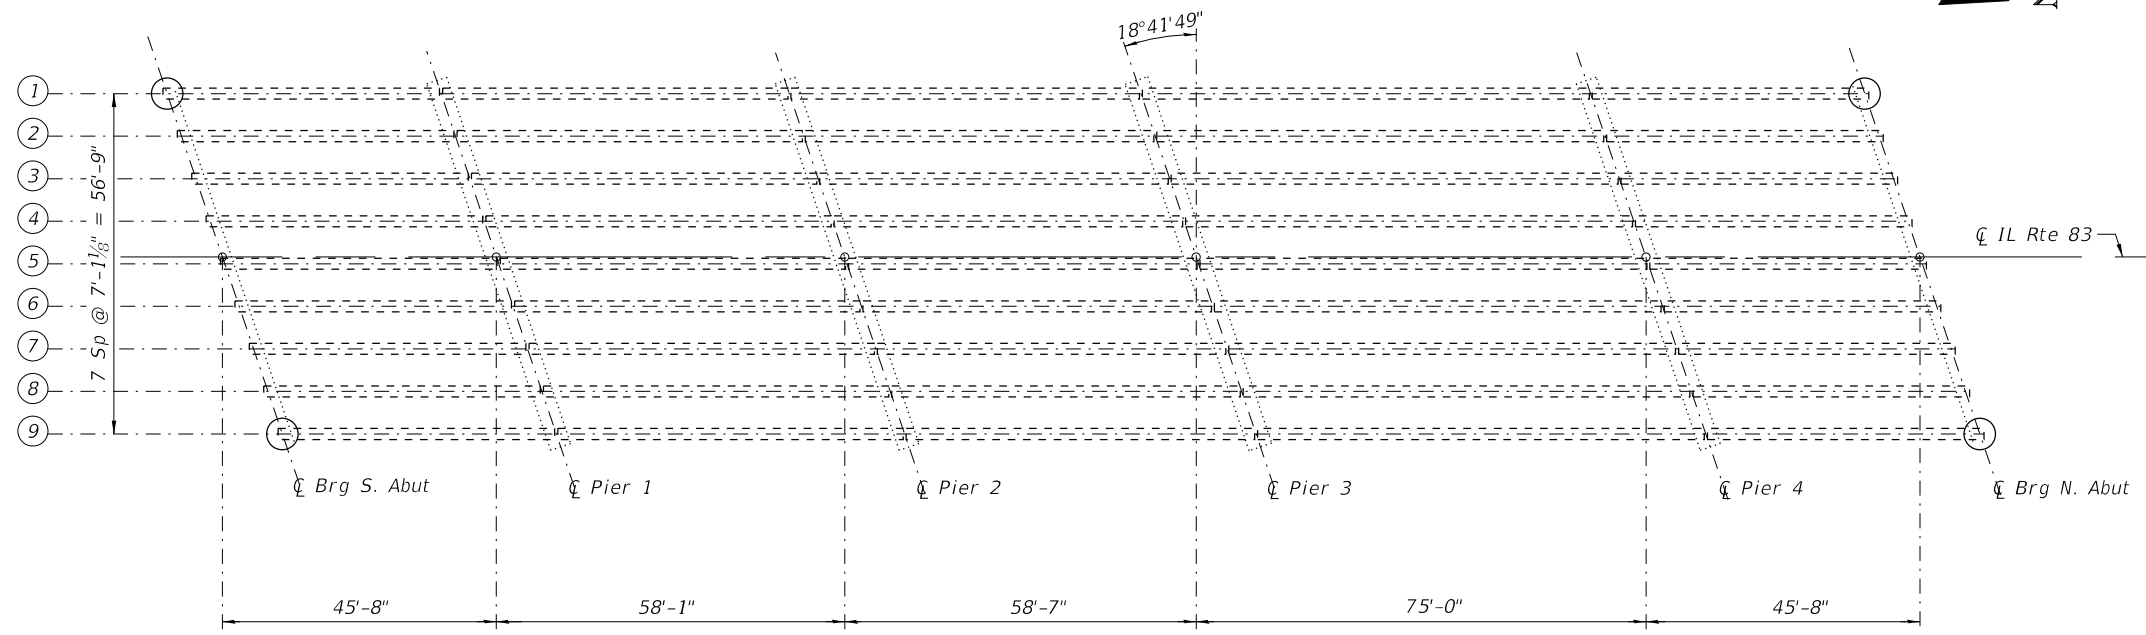 18°41'49"
1
2
3
4
5
6
7
8
9
7 Sp @ 7'-1⅛" = 56'-9"
℄ IL Rte 83
℄ Brg S. Abut
℄ Pier 1
℄ Pier 2
℄ Pier 3
℄ Pier 4
℄ Brg N. Abut
45'-8"
58'-1"
58'-7"
75'-0"
45'-8"